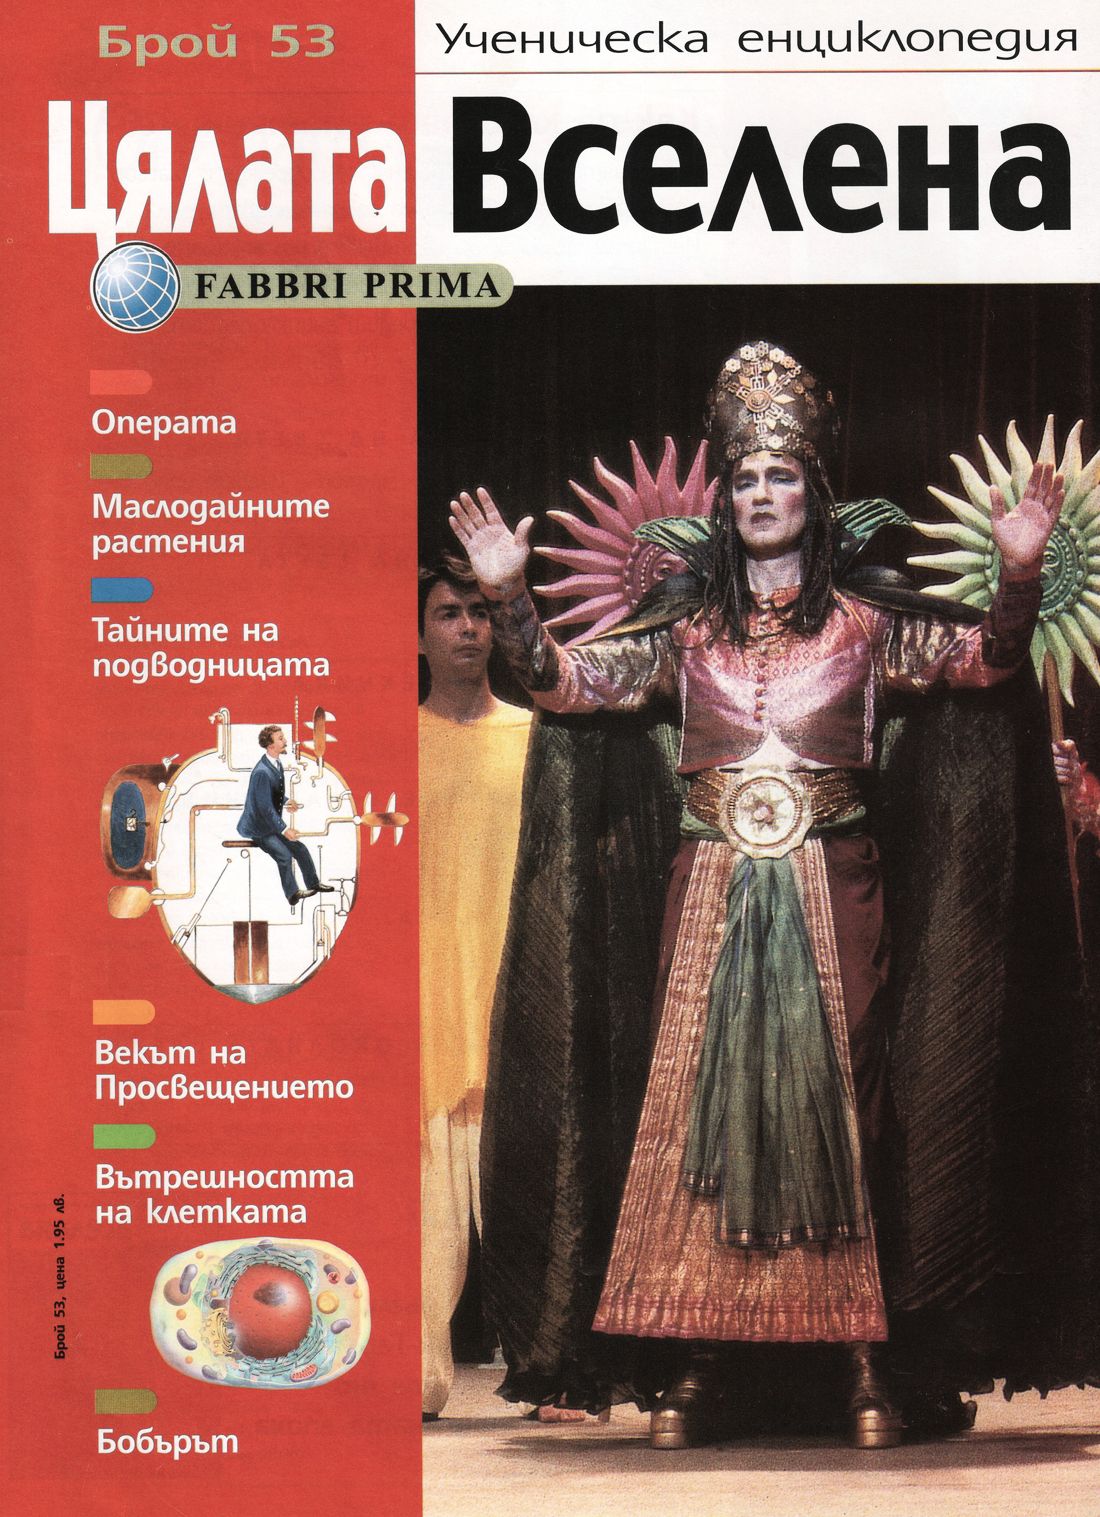 Брой 53
Ученическа енциклопедия
Цялата Вселена
FABBRI PRIMA
Операта
Маслодайните
растения
Тайните на
подводницата
Векът на
Просвещението
Вътрешността
на клетката
Бобърът
Брой 53, цена 1.95 лв.